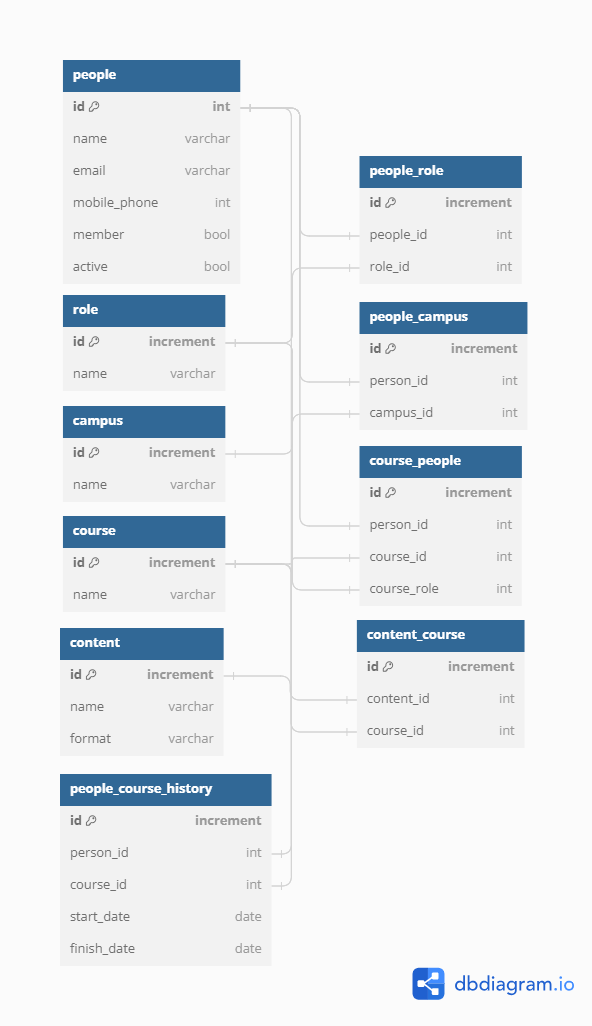 people
id int
name varchar
email varchar
mobile_phone int
member bool
active bool
role
id increment
name varchar
campus
id increment
name varchar
course
id increment
name varchar
content
id increment
name varchar
format varchar
people_course_history
id increment
person_id int
course_id int
start_date date
finish_date date
people_role
id increment
people_id int
role_id int
people_campus
id increment
person_id int
campus_id int
course_people
id increment
person_id int
course_id int
course_role int
content_course
id increment
content_id int
course_id int
dbdiagram.io